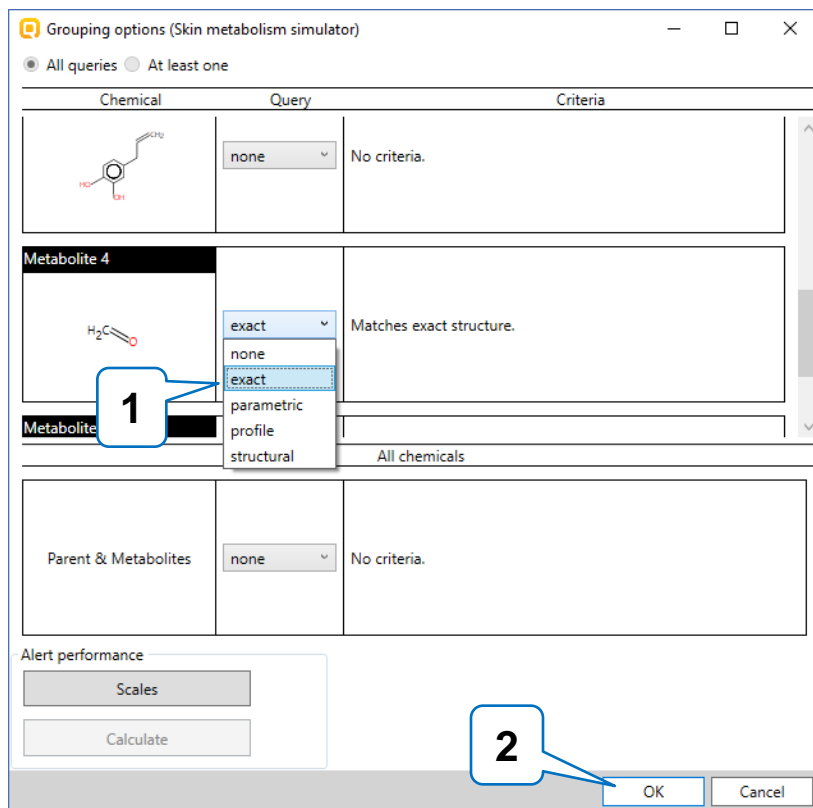 Grouping options (Skin metabolism simulator)
All queries At least one
Chemical Query Criteria
CH2
HO
OH
none No criteria.
Metabolite 4
H2C O
exact Matches exact structure.
none
exact
1
parametric
profile
Metabolite
structural
All chemicals
Parent & Metabolites none No criteria.
Alert performance
Scales
Calculate
2
OK Cancel